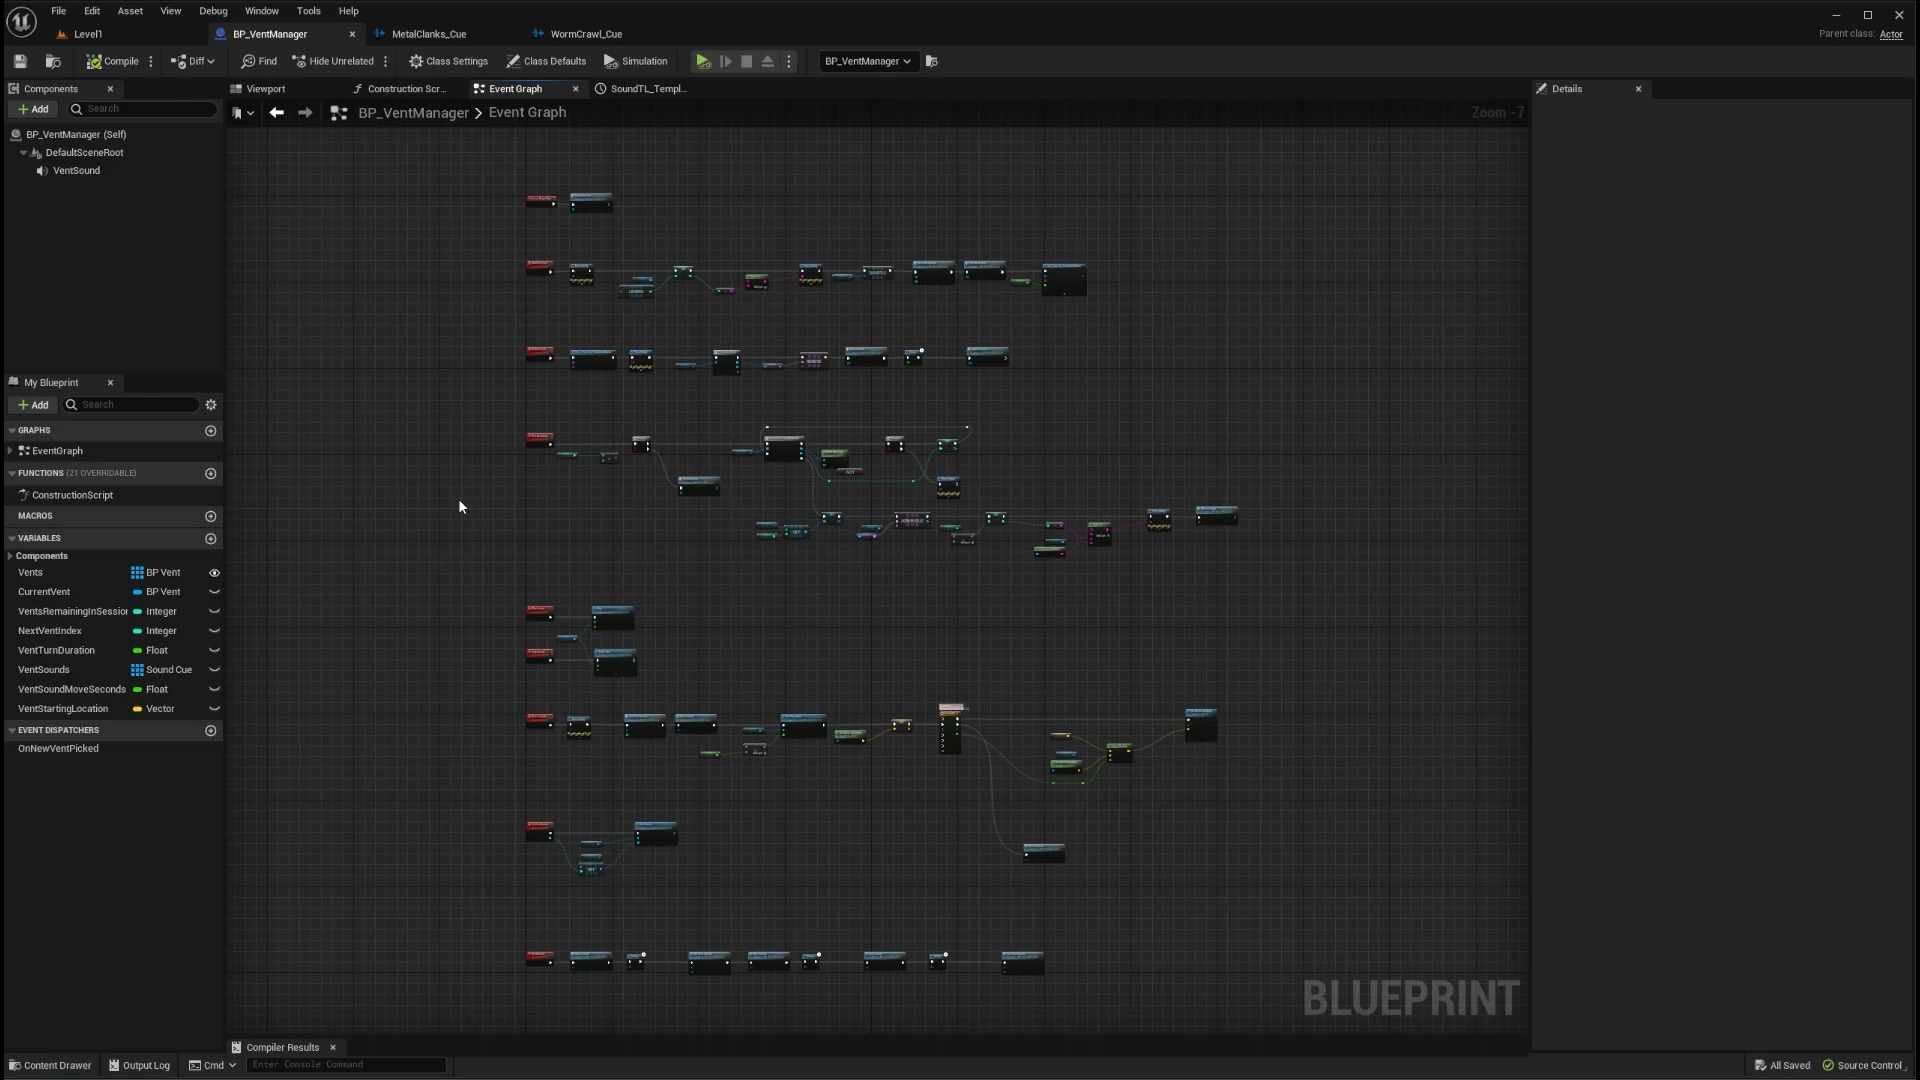 File Edit Asset View Debug Window Tools Help
Level1
BP_VentManager
MetalClanks_Cue
WormCrawl_Cue
Parent class: Actor
Compile
Diff
Find
Hide Unrelated
Class Settings
Class Defaults
Simulation
BP_VentManager
Components
Viewport
Construction Scr...
Event Graph
SoundTL_Templ...
Details
Add
Search
BP_VentManager > Event Graph
Zoom -7
BP_VentManager (Self)
DefaultSceneRoot
VentSound
My Blueprint
Add
Search
GRAPHS
EventGraph
FUNCTIONS (21 OVERRIDABLE)
ConstructionScript
MACROS
VARIABLES
Components
Vents BP Vent
CurrentVent BP Vent
VentsRemainingInSession Integer
NextVentIndex Integer
VentTurnDuration Float
VentSounds Sound Cue
VentSoundMoveSeconds Float
VentStartingLocation Vector
EVENT DISPATCHERS
OnNewVentPicked
BLUEPRINT
Compiler Results
Content Drawer
Output Log
Cmd
Enter Console Command
All Saved
Source Control